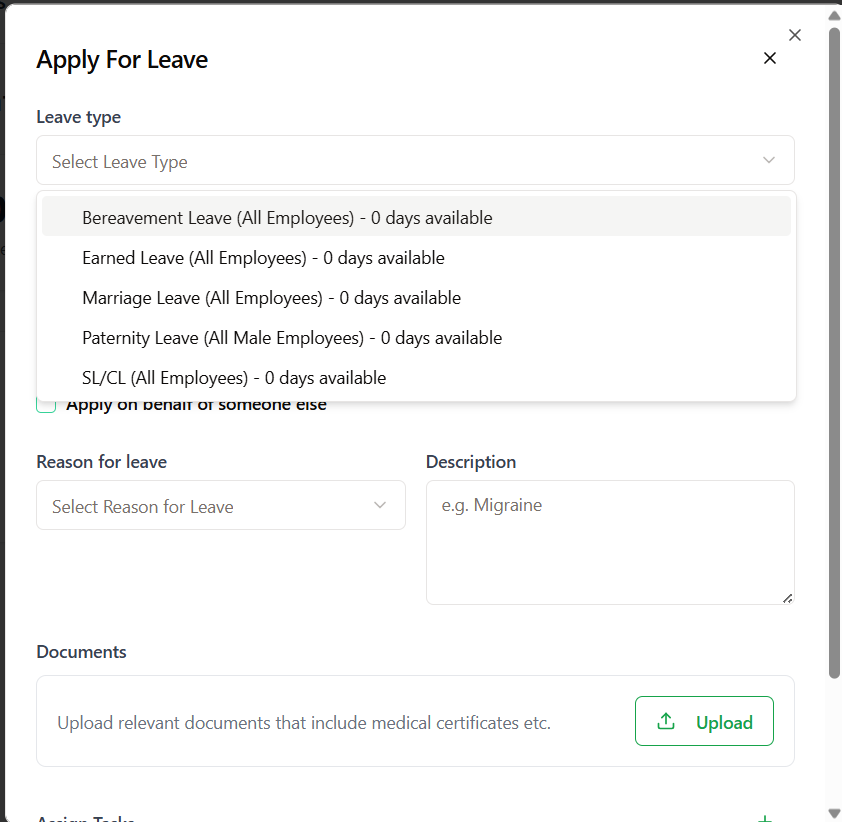 Apply For Leave
Leave type
Select Leave Type
Bereavement Leave (All Employees) - 0 days available
Earned Leave (All Employees) - 0 days available
Marriage Leave (All Employees) - 0 days available
Paternity Leave (All Male Employees) - 0 days available
SL/CL (All Employees) - 0 days available
Apply on behalf of someone else
Reason for leave
Description
Select Reason for Leave
e.g. Migraine
Documents
Upload relevant documents that include medical certificates etc.
Upload
Assign Tasks